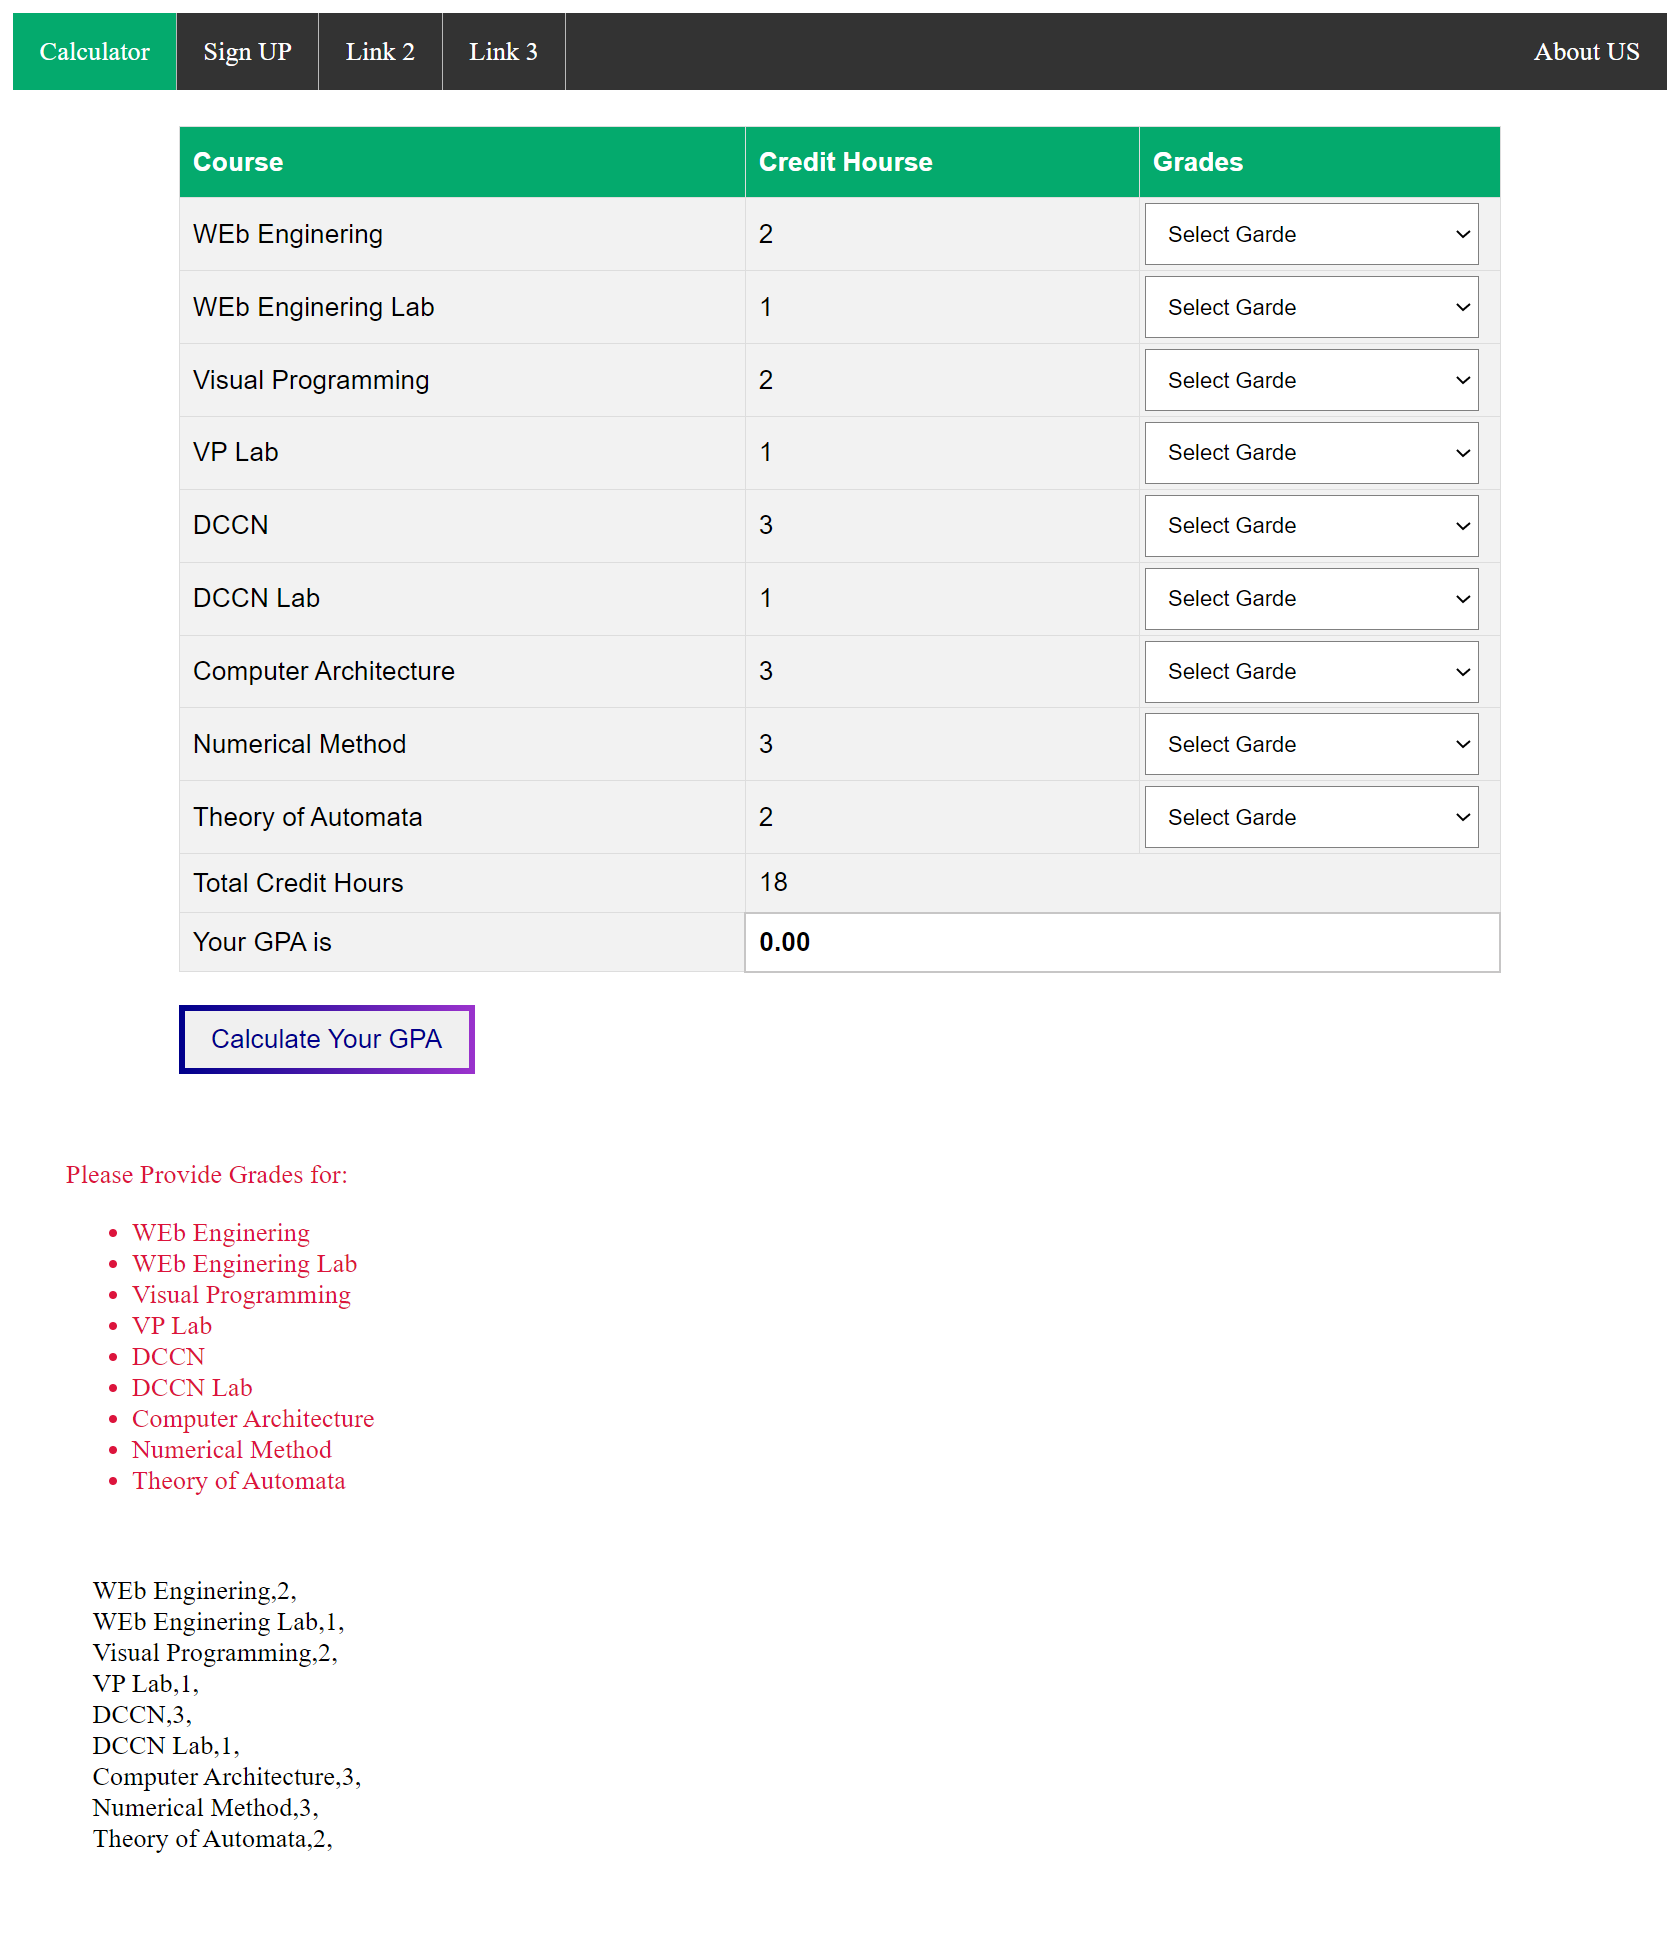 Calculator Sign UP Link 2 Link 3 About US
Course Credit Hourse Grades
WEb Enginering 2 Select Garde
WEb Enginering Lab 1 Select Garde
Visual Programming 2 Select Garde
VP Lab 1 Select Garde
DCCN 3 Select Garde
DCCN Lab 1 Select Garde
Computer Architecture 3 Select Garde
Numerical Method 3 Select Garde
Theory of Automata 2 Select Garde
Total Credit Hours 18
Your GPA is 0.00
Calculate Your GPA
Please Provide Grades for:
• WEb Enginering
• WEb Enginering Lab
• Visual Programming
• VP Lab
• DCCN
• DCCN Lab
• Computer Architecture
• Numerical Method
• Theory of Automata
WEb Enginering,2,
WEb Enginering Lab,1,
Visual Programming,2,
VP Lab,1,
DCCN,3,
DCCN Lab,1,
Computer Architecture,3,
Numerical Method,3,
Theory of Automata,2,